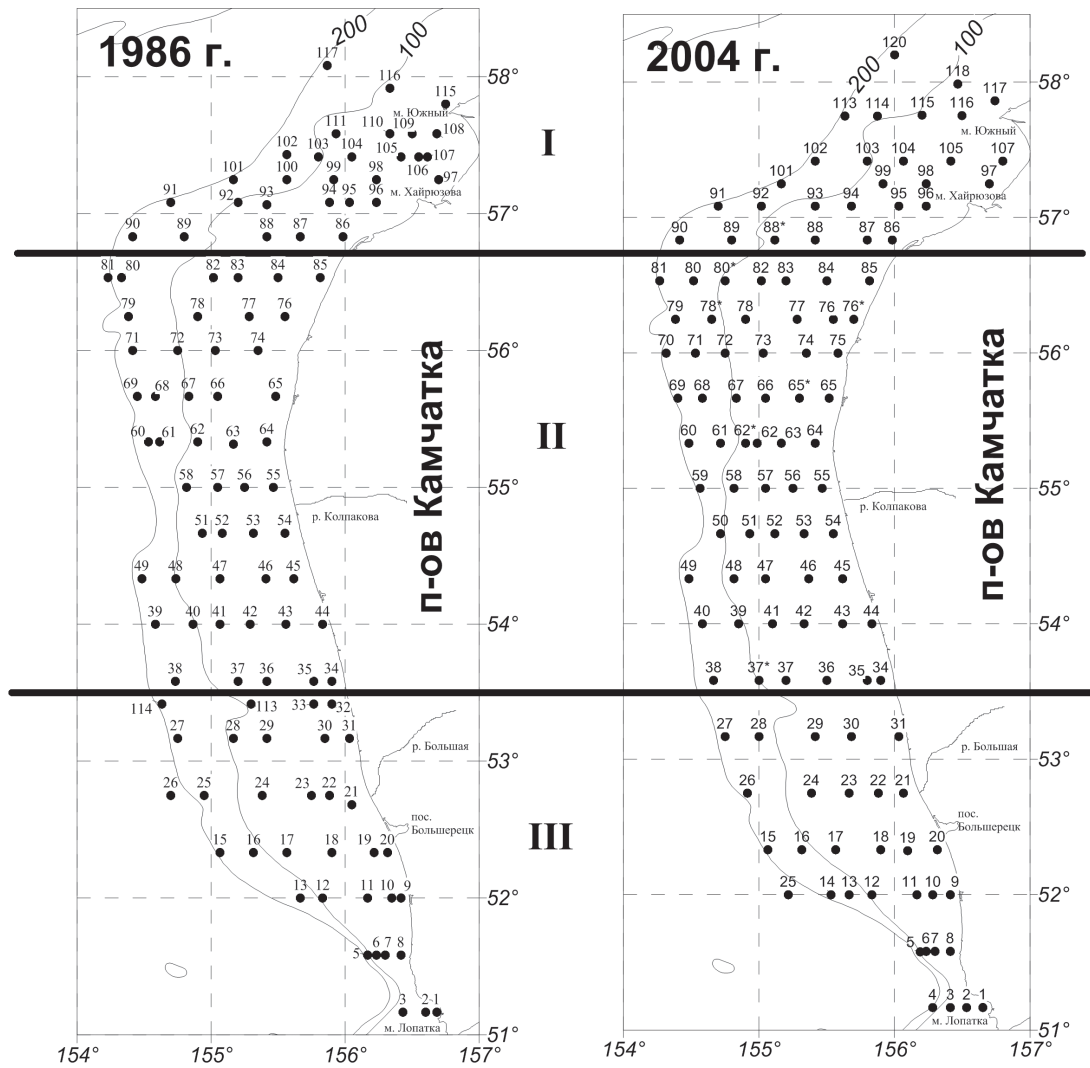 1986 г.
200
100
117
116
115
м. Южный
111 110 109 108
102 103 104 105 106 107
101 100 99 98 97
м. Хайрюзова
91 92 93 94 95 96
90 89 88 87 86
81 80 82 83 84 85
79 78 77 76
71 72 73 74
69 68 67 66 65
60 61 62 63 64
58 57 56 55
р. Колпакова
51 52 53 54
49 48 47 46 45
39 40 41 42 43 44
38 37 36 35 34
114 113 33 32
27 28 29 30 31
р. Большая
26 25 24 23 22 21
пос.
Большерецк
15 16 17 18 19 20
13 12 11 10 9
5 6 7 8
3 2 1
м. Лопатка
п-ов Камчатка
58°
57°
56°
55°
54°
53°
52°
51°
154° 155° 156° 157°
I
II
III
2004 г.
200
100
120
118
117
113 114 115 116
м. Южный
102 103 104 105 107
101 99 98 97
м. Хайрюзова
91 92 93 94 95 96
90 89 88* 88 87 86
81 80 80* 82 83 84 85
79 78* 78 77 76 76*
70 71 72 73 74 75
69 68 67 66 65* 65
60 61 62* 62 63 64
59 58 57 56 55
р. Колпакова
50 51 52 53 54
49 48 47 46 45
40 39 41 42 43 44
38 37* 37 36 35 34
27 28 29 30 31
р. Большая
26 24 23 22 21
пос.
Большерецк
15 16 17 18 19 20
25 14 13 12 11 10 9
5 6 7 8
4 3 2 1
м. Лопатка
п-ов Камчатка
58°
57°
56°
55°
54°
53°
52°
51°
154° 155° 156° 157°